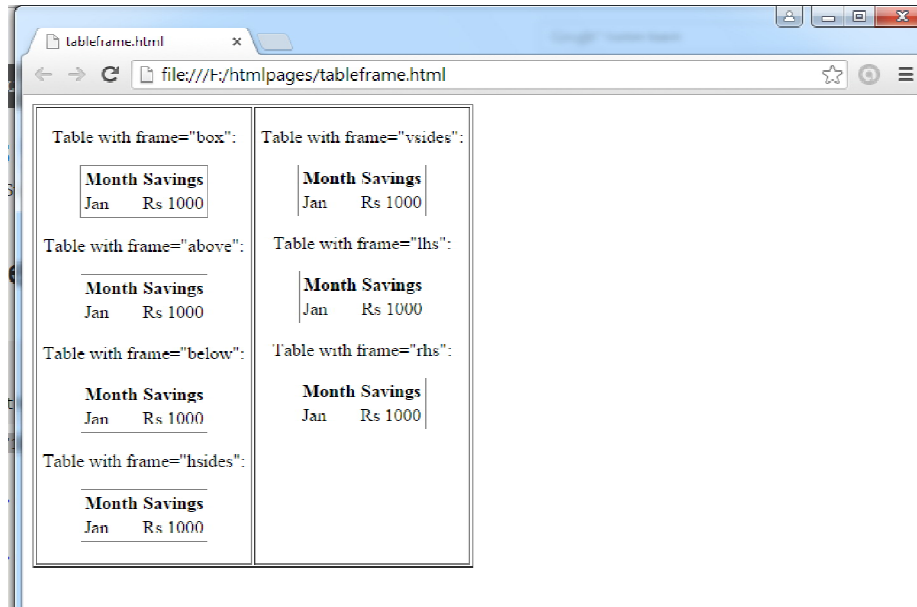 tableframe.html
file:///F:/htmlpages/tableframe.html
Table with frame="box":
Month Savings
Jan Rs 1000
Table with frame="above":
Month Savings
Jan Rs 1000
Table with frame="below":
Month Savings
Jan Rs 1000
Table with frame="hsides":
Month Savings
Jan Rs 1000
Table with frame="vsides":
Month Savings
Jan Rs 1000
Table with frame="lhs":
Month Savings
Jan Rs 1000
Table with frame="rhs":
Month Savings
Jan Rs 1000